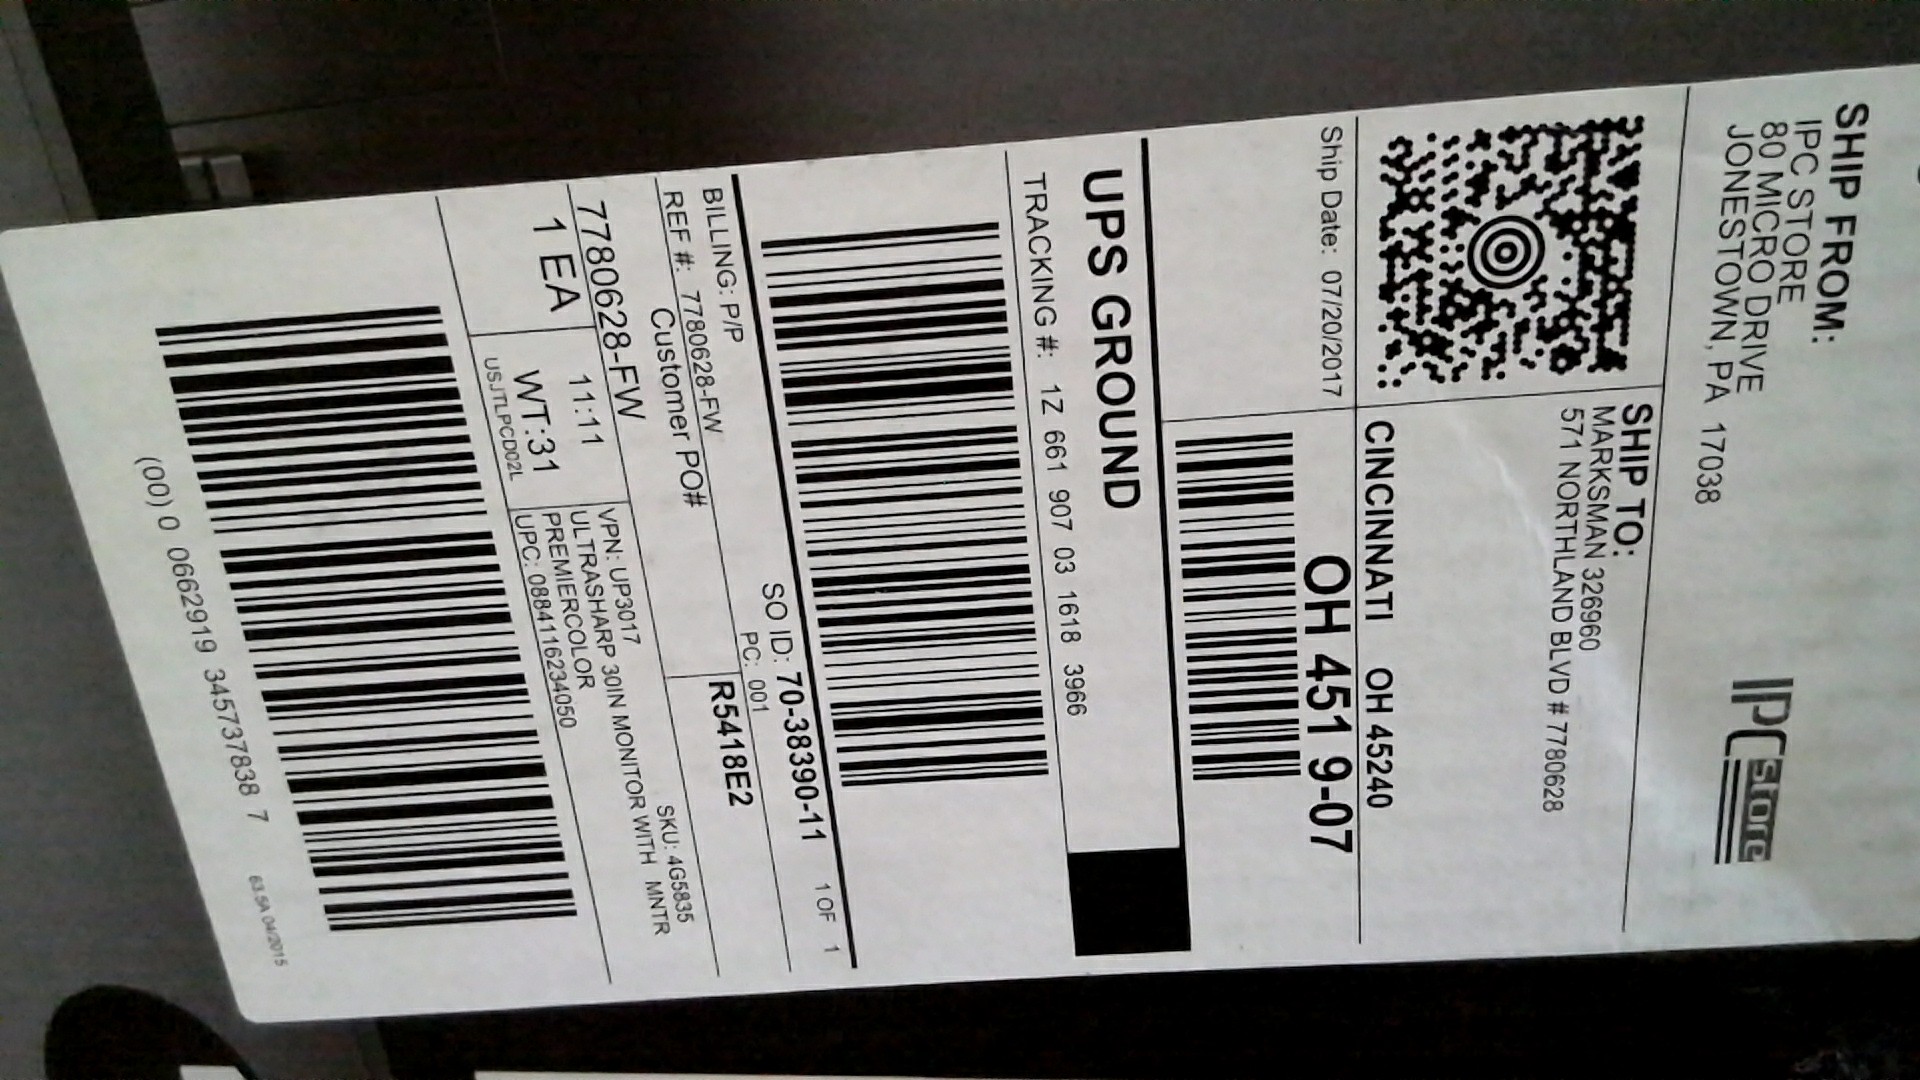 SHIP FROM:
IPC STORE
80 MICRO DRIVE
JONESTOWN, PA 17038
IPC store
SHIP TO:
MARKSMAN 326960
571 NORTHLAND BLVD # 7780628
CINCINNATI OH 45240
Ship Date: 07/20/2017
OH 451 9-07
UPS GROUND
TRACKING #: 1Z 661 907 03 1618 3966
SO ID: 70-38390-11 1 OF 1
BILLING: P/P
PC: 001
REF #: 7780628-FW
R5418E2
Customer PO#
SKU: 4G5835
7780628-FW
VPN: UP3017
1 EA
11:11
ULTRASHARP 30IN MONITOR WITH MNTR
WT:31
PREMIERCOLOR
USJTLPCD02L
UPC: 0884116234050
(00) 0 0662919 345737838 7
63.5A 04/2015